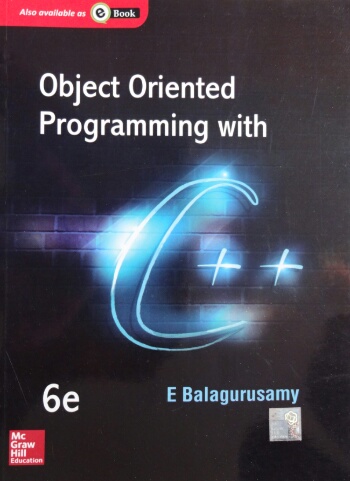 Also available as
e Book
Object Oriented
Programming with
C++
6e
E Balagurusamy
Mc
Graw
Hill
Education